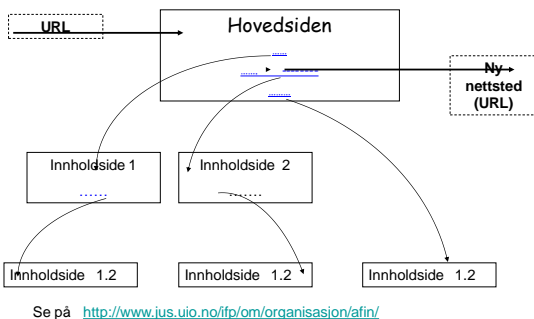 URL
Hovedsiden
......
.......
.........
Ny
nettsted
(URL)
Innholdside 1
......
Innholdside 2
.......
Innholdside 1.2
Innholdside 1.2
Innholdside 1.2
Se på http://www.jus.uio.no/ifp/om/organisasjon/afin/